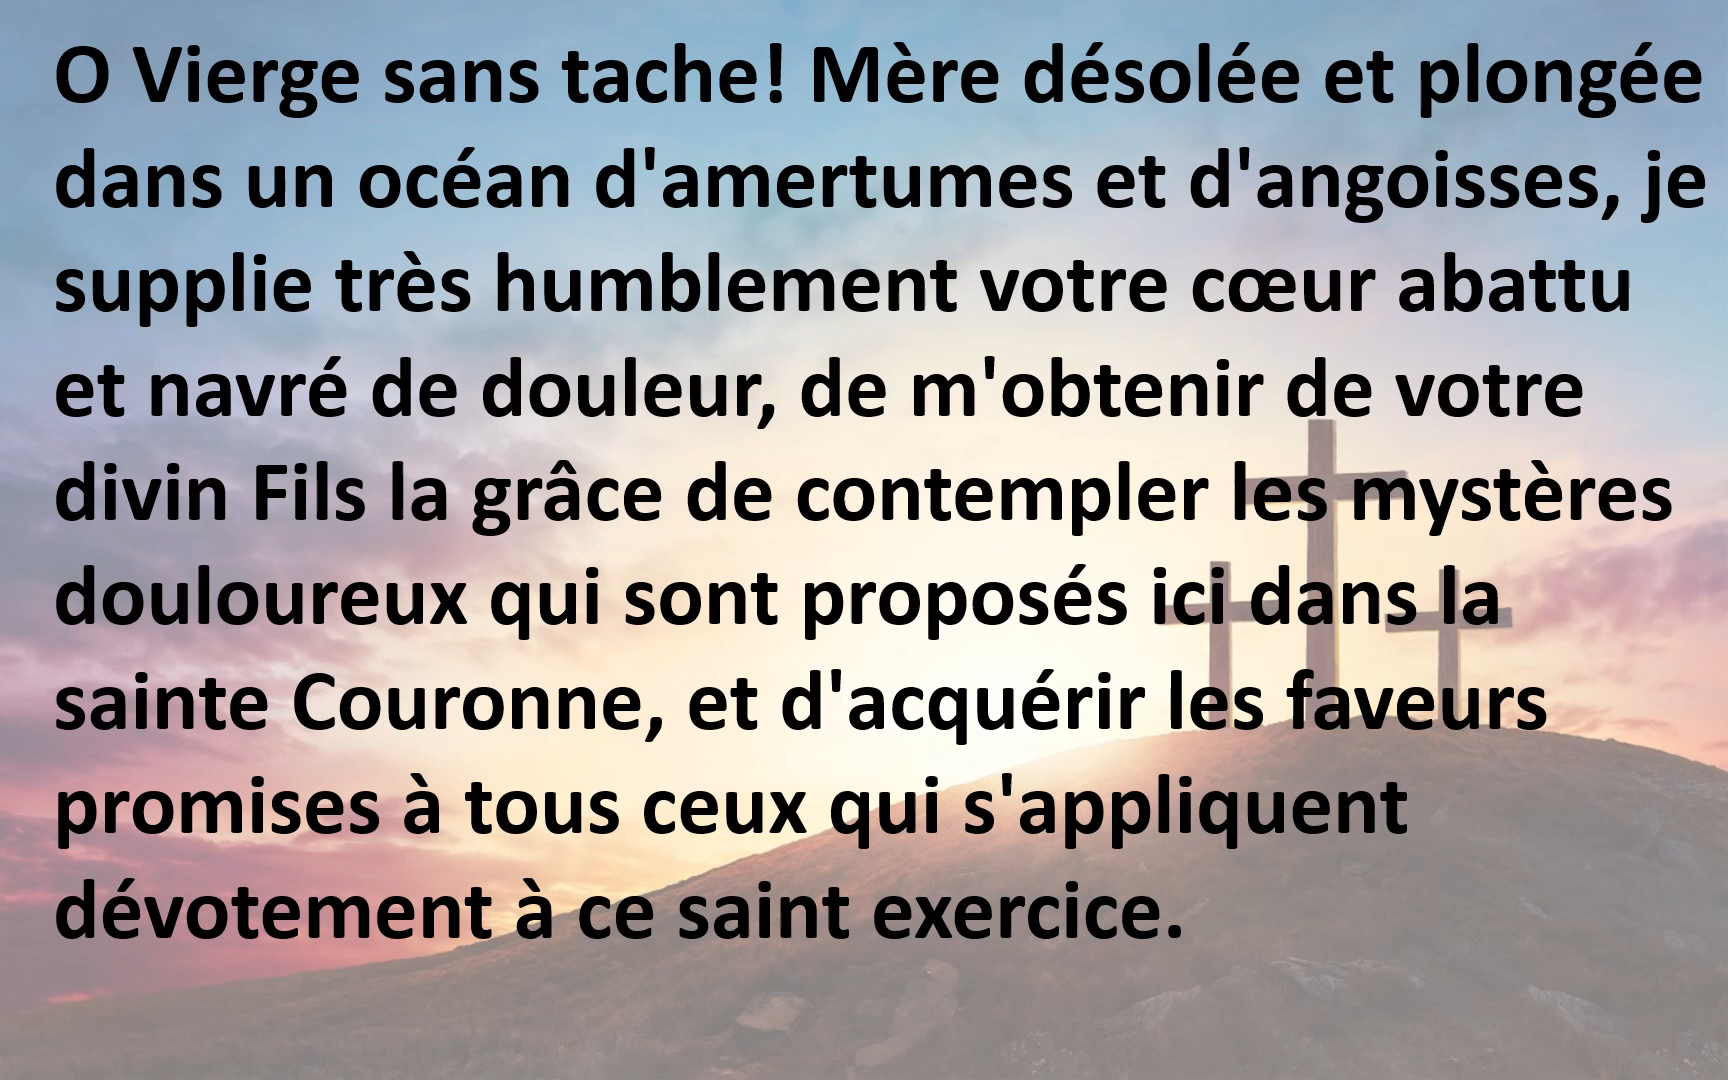 O Vierge sans tache! Mère désolée et plongée
dans un océan d'amertumes et d'angoisses, je
supplie très humblement votre cœur abattu
et navré de douleur, de m'obtenir de votre
divin Fils la grâce de contempler les mystères
douloureux qui sont proposés ici dans la
sainte Couronne, et d'acquérir les faveurs
promises à tous ceux qui s'appliquent
dévotement à ce saint exercice.